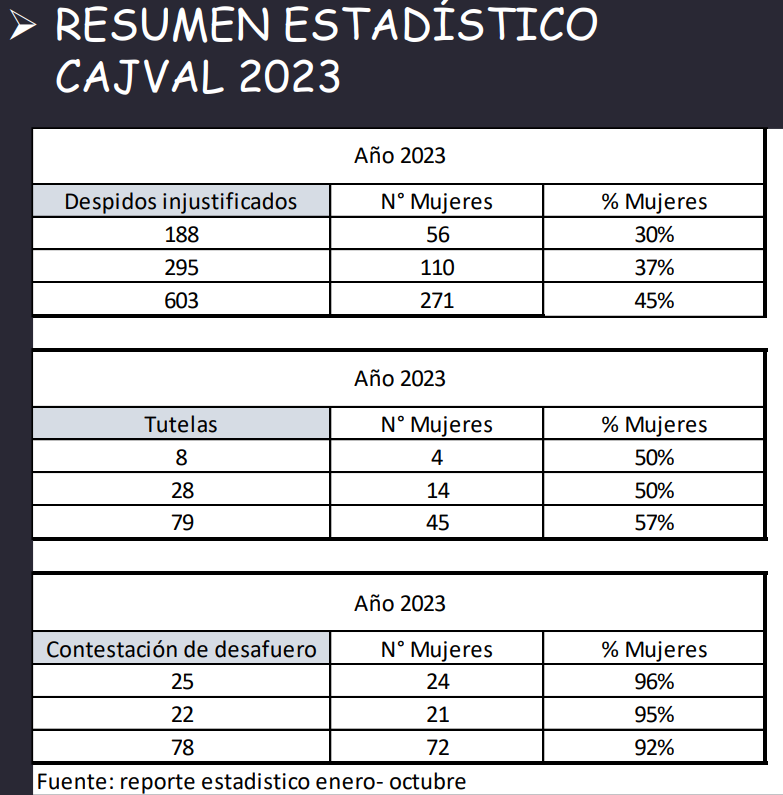 RESUMEN ESTADÍSTICO
CAJVAL 2023
Año 2023
Despidos injustificados N° Mujeres % Mujeres
188 56 30%
295 110 37%
603 271 45%
Año 2023
Tutelas N° Mujeres % Mujeres
8 4 50%
28 14 50%
79 45 57%
Año 2023
Contestación de desafuero N° Mujeres % Mujeres
25 24 96%
22 21 95%
78 72 92%
Fuente: reporte estadistico enero- octubre